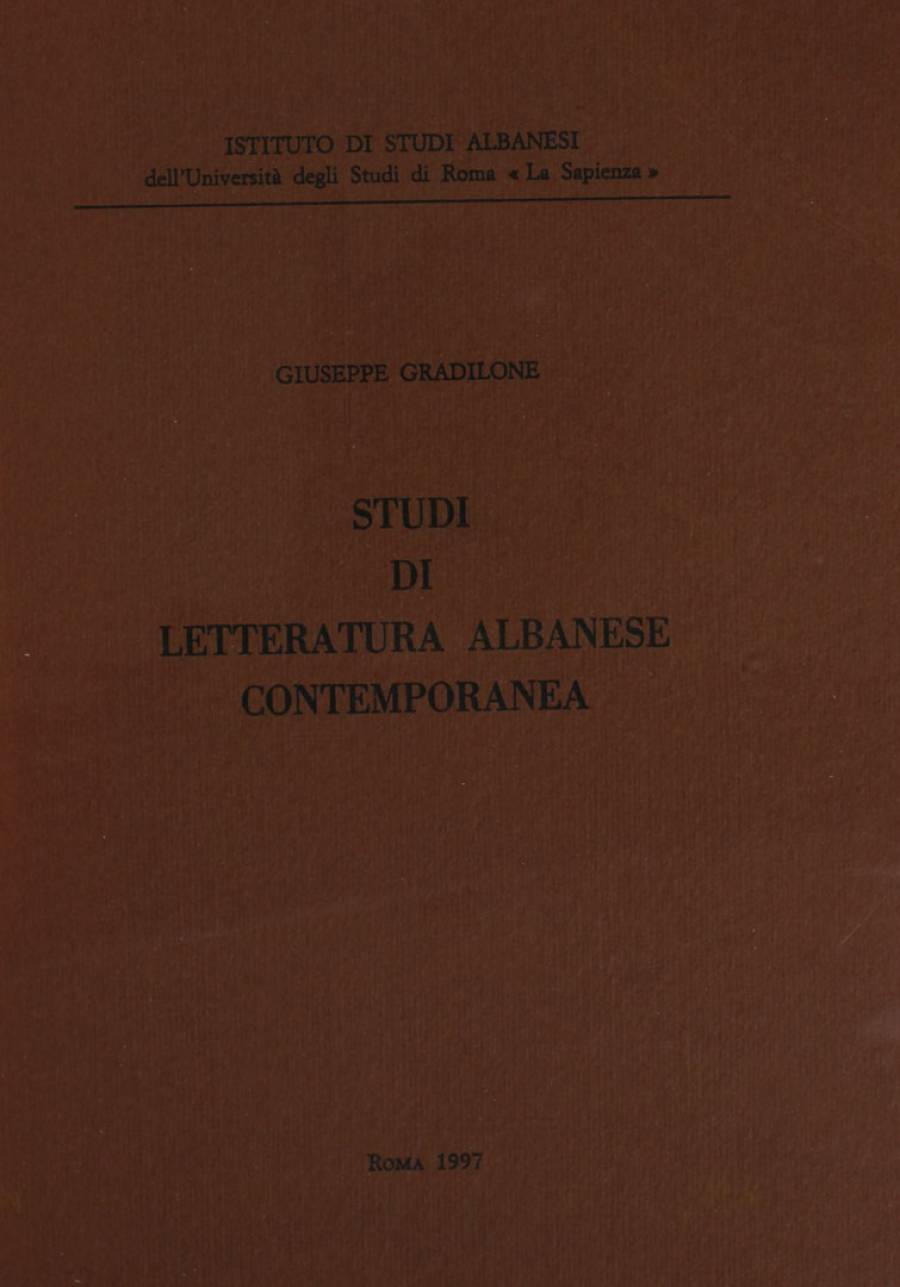 ISTITUTO DI STUDI ALBANESI
dell'Università degli Studi di Roma « La Sapienza »
GIUSEPPE GRADILONE
STUDI
DI
LETTERATURA ALBANESE
CONTEMPORANEA
ROMA 1997